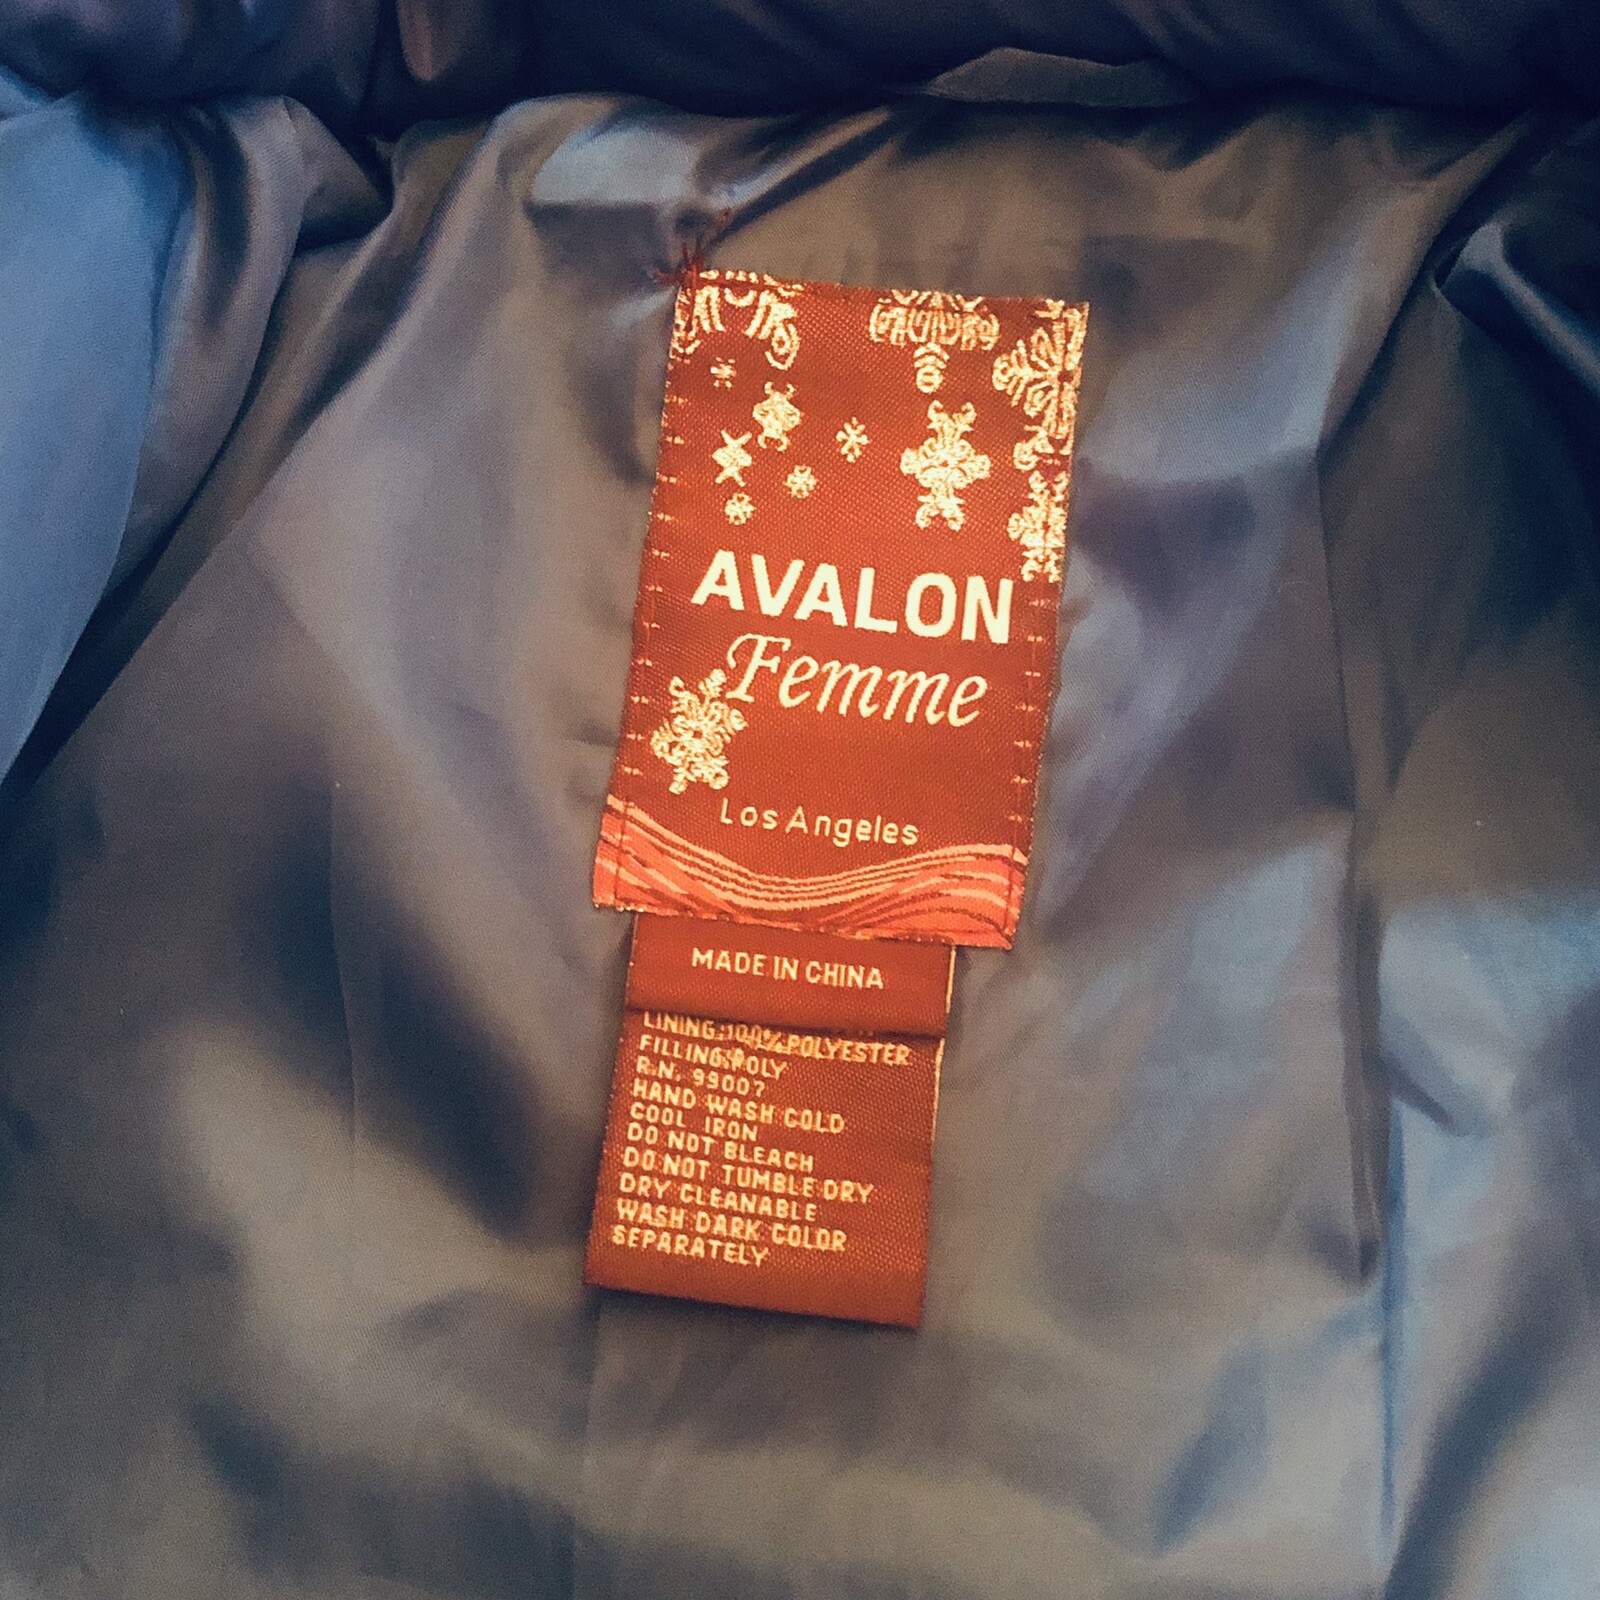 AVALON
Femme
Los Angeles
MADE IN CHINA
LINING:100% POLYESTER
FILLING:POLY
R.N. 99007
HAND WASH COLD
COOL IRON
DO NOT BLEACH
DO NOT TUMBLE DRY
DRY CLEANABLE
WASH DARK COLOR
SEPARATELY